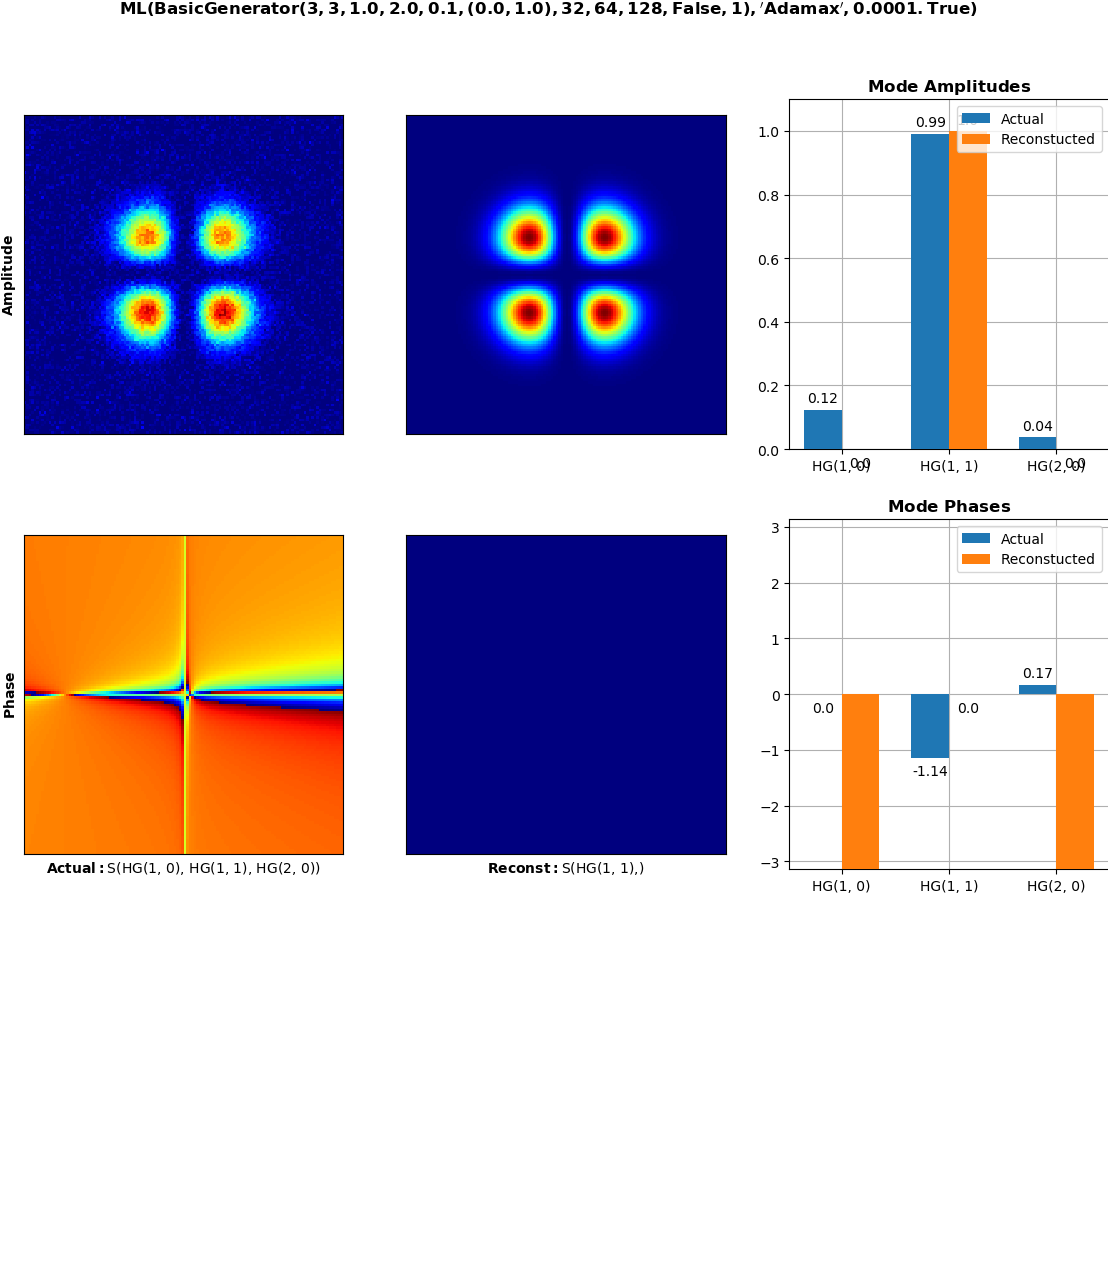 ML(BasicGenerator(3, 3, 1.0, 2.0, 0.1, (0.0, 1.0), 32, 64, 128, False, 1), 'Adamax', 0.0001. True)
Amplitude
Mode Amplitudes
Actual
Reconstucted
1.0
0.8
0.6
0.4
0.2
0.0
0.12
0.0
0.99
0.04
0.0
HG(1, 0)
HG(1, 1)
HG(2, 0)
Phase
Actual: S(HG(1, 0), HG(1, 1), HG(2, 0))
Reconst: S(HG(1, 1),)
Mode Phases
Actual
Reconstucted
3
2
1
0
−1
−2
−3
0.0
-1.14
0.0
0.17
HG(1, 0)
HG(1, 1)
HG(2, 0)